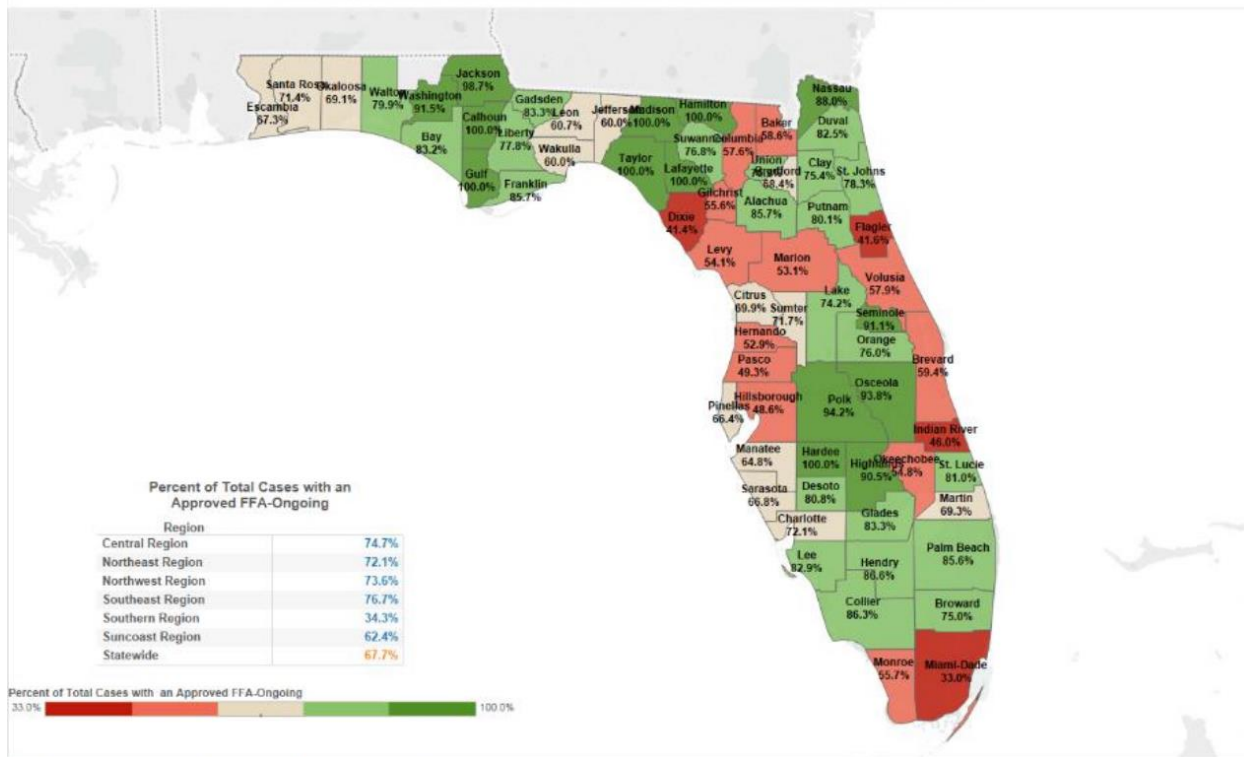 Jackson
98.7%
Santa Rosa
71.4%
Okaloosa
69.1%
Escambia
67.3%
Walton
79.9%
Washington
91.5%
Gadsden
83.3%
Leon
60.7%
Jefferson
60.0%
Madison
100.0%
Hamilton
100.0%
Nassau
88.0%
Duval
82.5%
Baker
58.6%
Calhoun
100.0%
Liberty
77.8%
Bay
83.2%
Wakulla
60.0%
Suwannee
76.8%
Columbia
57.6%
Taylor
100.0%
Lafayette
100.0%
Union
Bradford
68.4%
Clay
75.4%
St. Johns
78.3%
Gulf
100.0%
Franklin
85.7%
Gilchrist
55.6%
Alachua
85.7%
Putnam
80.1%
Dixie
41.4%
Flagler
41.6%
Levy
54.1%
Marion
53.1%
Volusia
57.9%
Citrus
69.9%
Sumter
71.7%
Lake
74.2%
Seminole
91.1%
Hernando
52.9%
Orange
76.0%
Pasco
49.3%
Brevard
59.4%
Osceola
93.8%
Polk
94.2%
Pinellas
66.4%
Hillsborough
48.6%
Indian River
46.0%
Manatee
64.8%
Hardee
100.0%
Highlands
90.5%
Okeechobee
54.8%
St. Lucie
81.0%
Sarasota
66.8%
Desoto
80.8%
Martin
69.3%
Charlotte
72.1%
Glades
83.3%
Lee
82.9%
Hendry
86.6%
Palm Beach
85.6%
Collier
86.3%
Broward
75.0%
Monroe
55.7%
Miami-Dade
33.0%
Percent of Total Cases with an
Approved FFA-Ongoing
Region
Central Region 74.7%
Northeast Region 72.1%
Northwest Region 73.6%
Southeast Region 76.7%
Southern Region 34.3%
Suncoast Region 62.4%
Statewide 67.7%
Percent of Total Cases with an Approved FFA-Ongoing
33.0% 100.0%